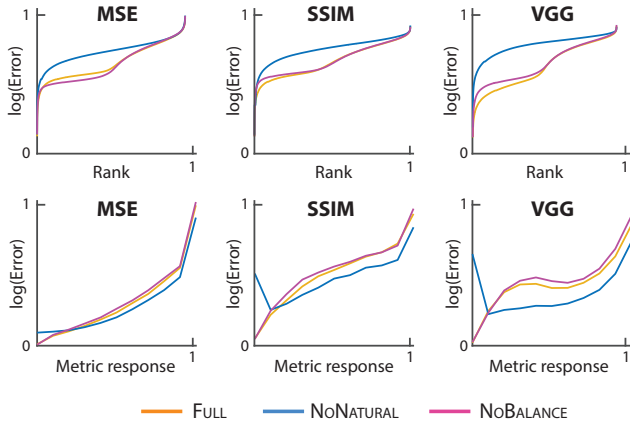 MSE
SSIM
VGG
1
log(Error)
0
Rank
1
1
log(Error)
0
Rank
1
1
log(Error)
0
Rank
1
MSE
SSIM
VGG
1
log(Error)
0
Metric response
1
1
log(Error)
0
Metric response
1
1
log(Error)
0
Metric response
1
FULL
NONATURAL
NOBALANCE